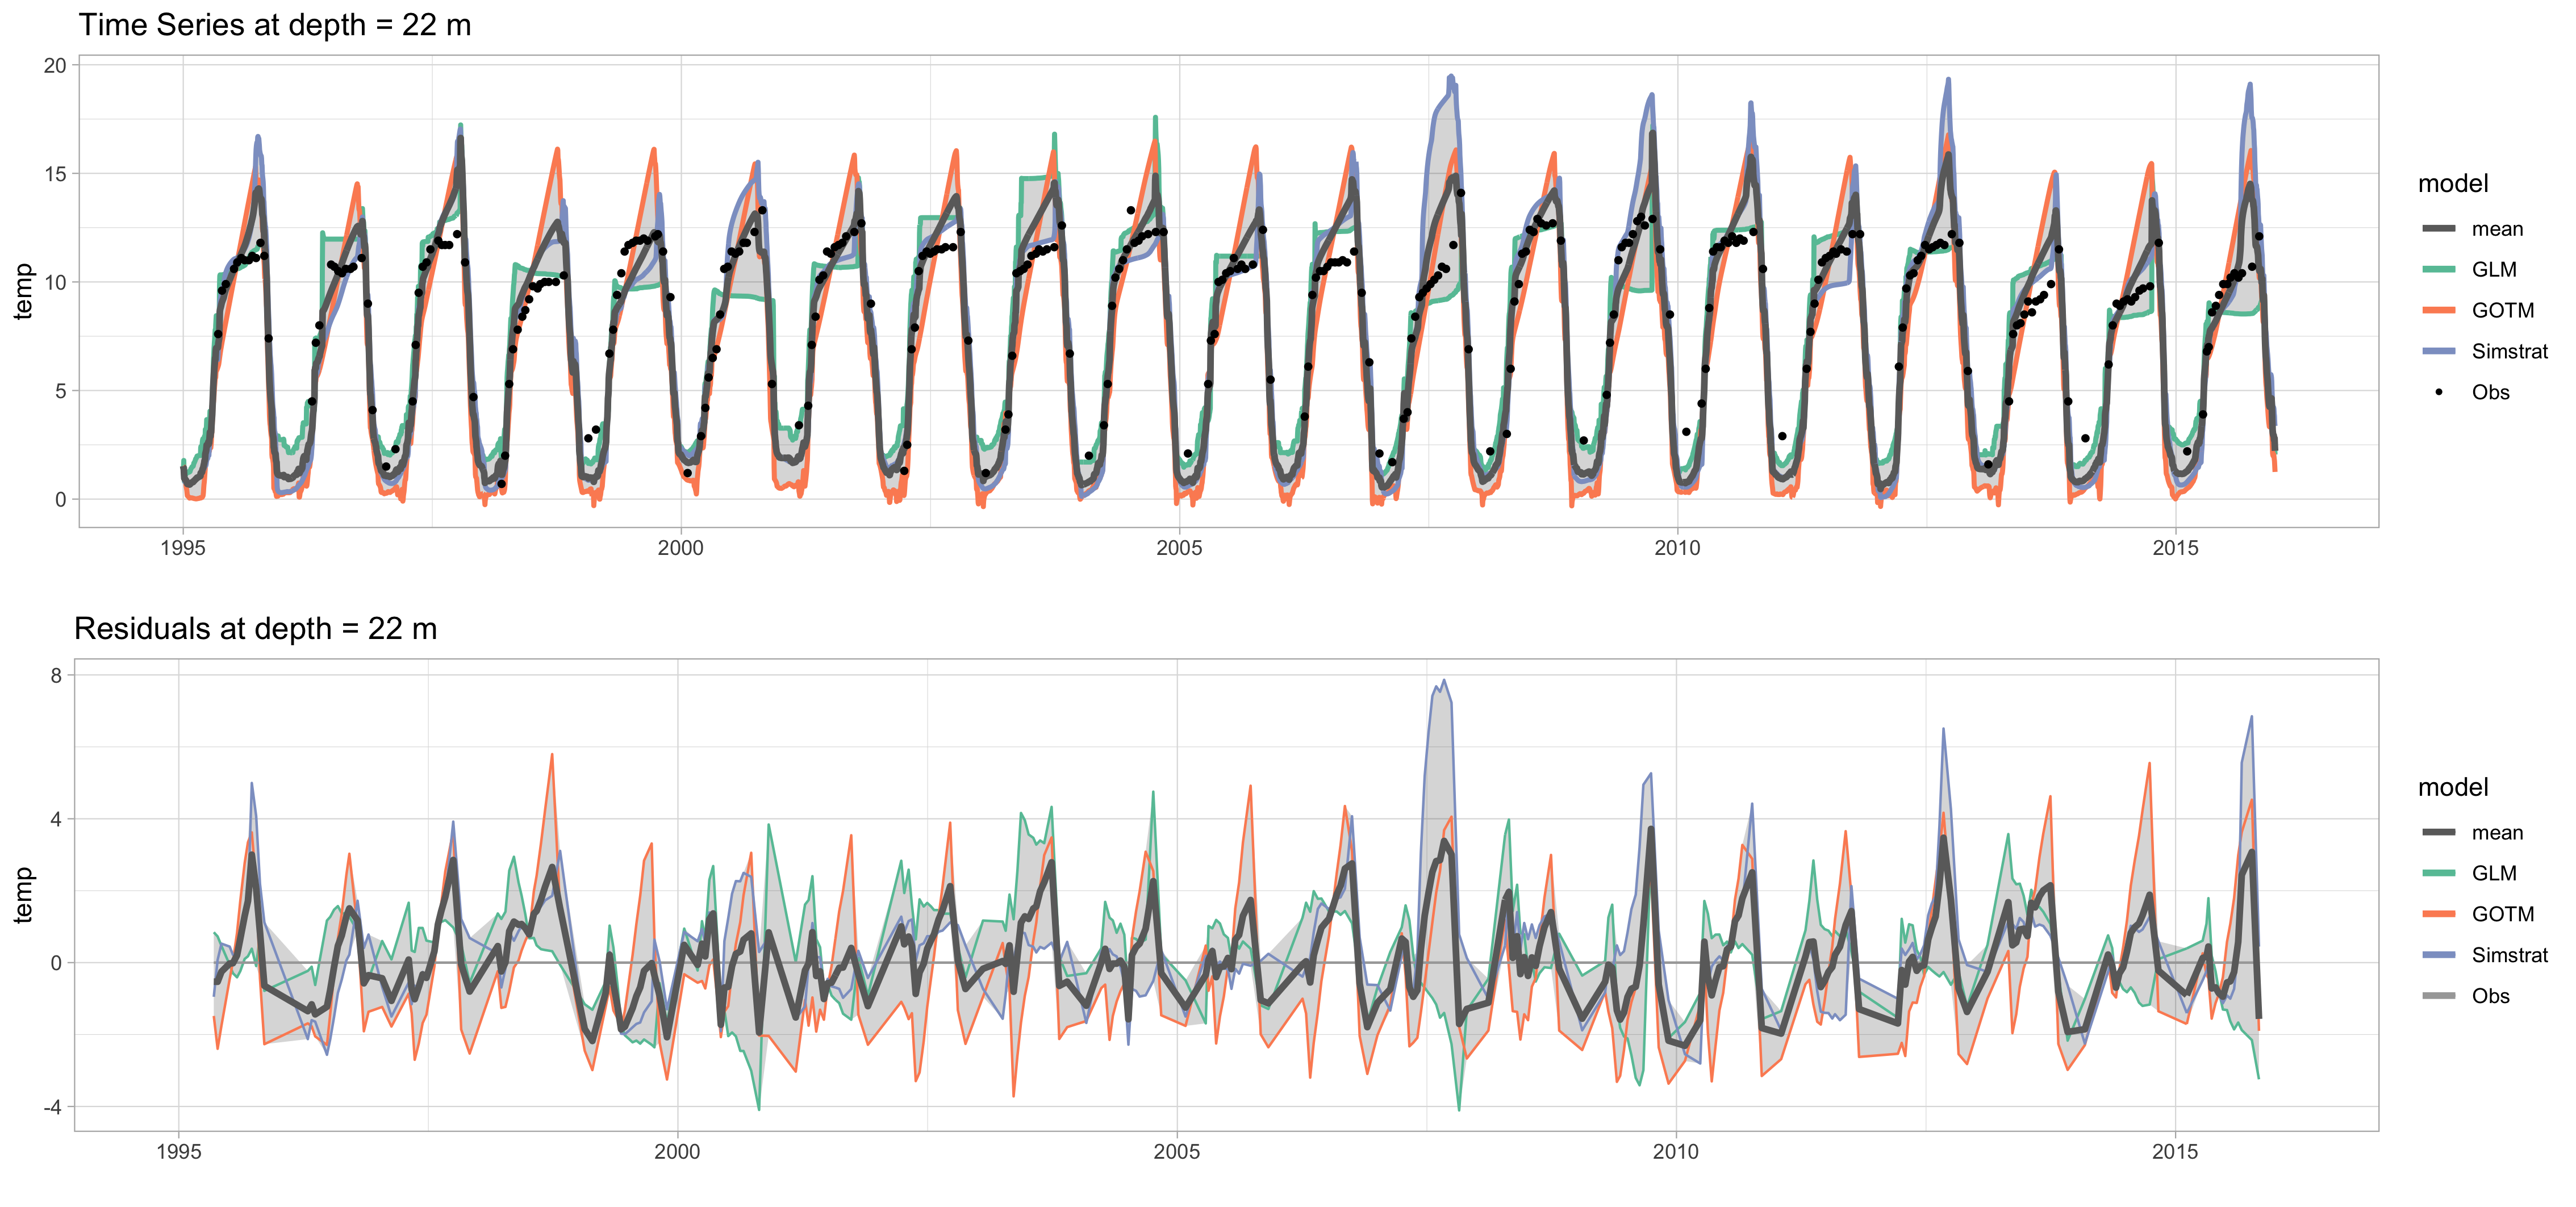 Time Series at depth = 22 m
20
15
10
5
0
temp
1995
2000
2005
2010
2015
model
mean
GLM
GOTM
Simstrat
Obs
Residuals at depth = 22 m
8
4
0
-4
temp
1995
2000
2005
2010
2015
model
mean
GLM
GOTM
Simstrat
Obs